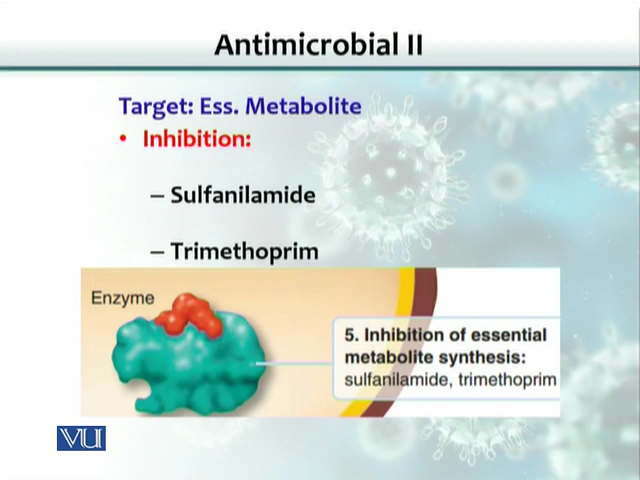 Antimicrobial II
Target: Ess. Metabolite
• Inhibition:
– Sulfanilamide
– Trimethoprim
Enzyme
5. Inhibition of essential
metabolite synthesis:
sulfanilamide, trimethoprim
VU